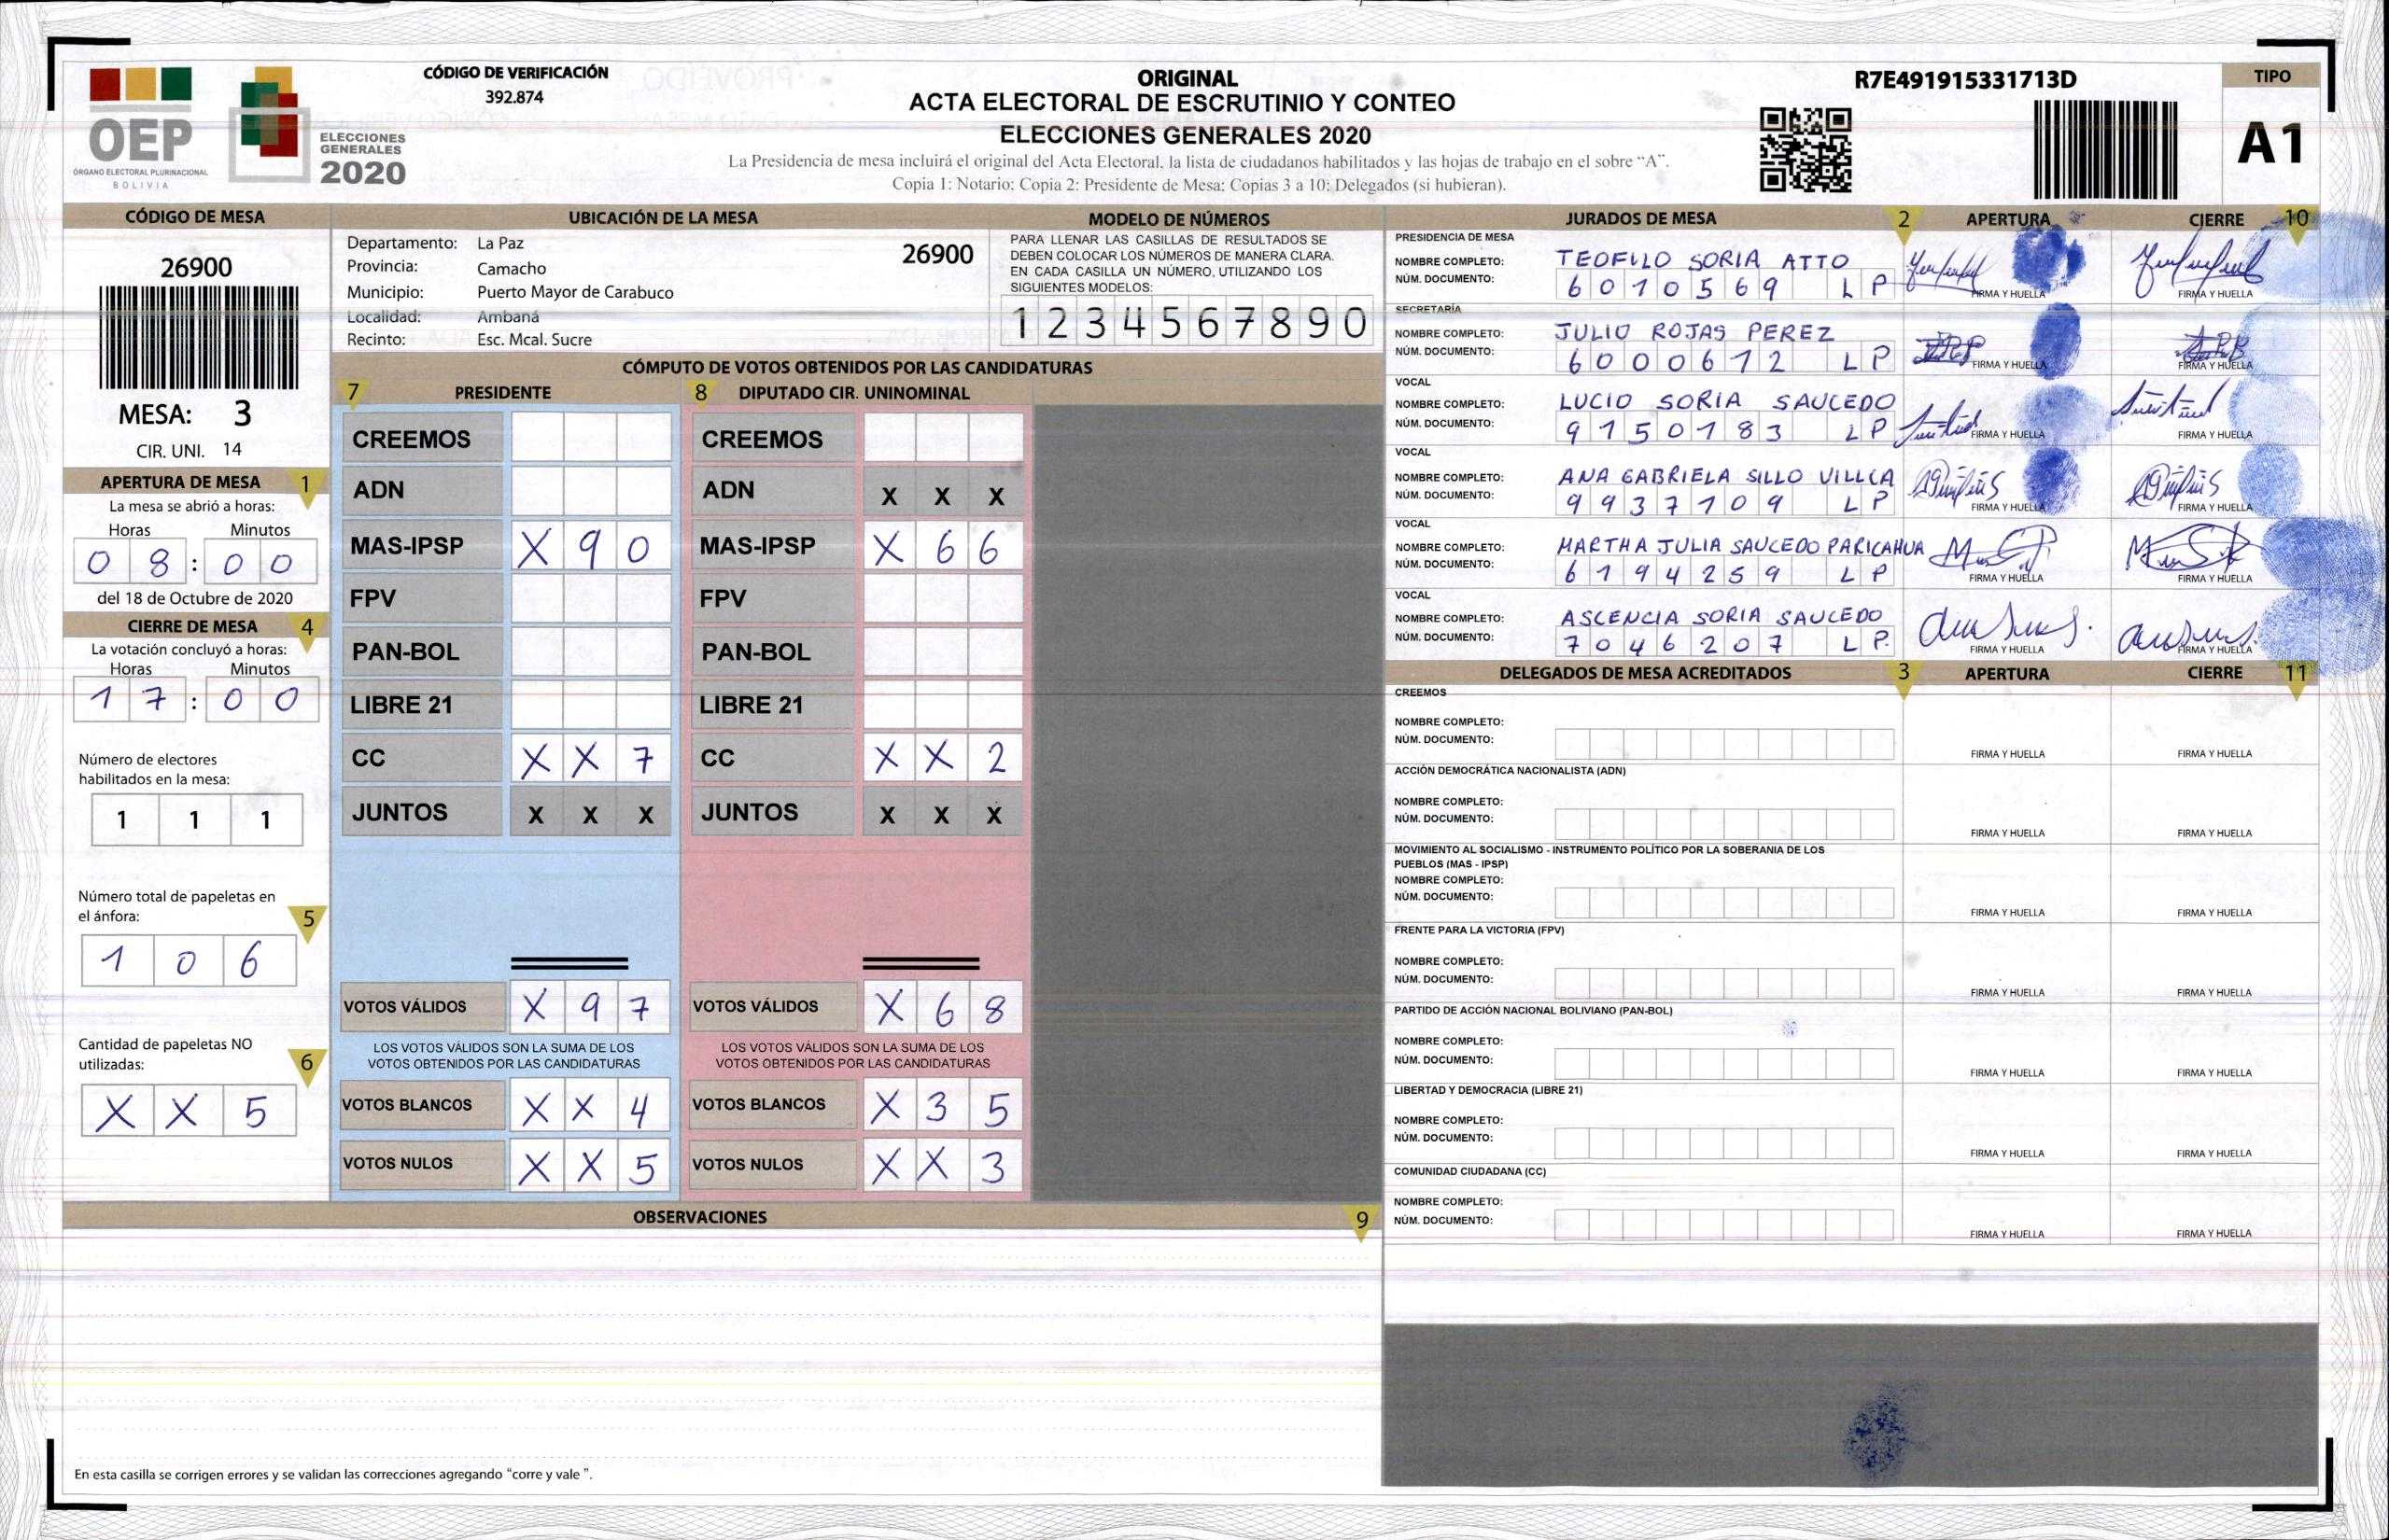 OEP
ÓRGANO ELECTORAL PLURINACIONAL
BOLIVIA
ELECCIONES
GENERALES
2020
CÓDIGO DE VERIFICACIÓN
392.874
ORIGINAL
ACTA ELECTORAL DE ESCRUTINIO Y CONTEO
ELECCIONES GENERALES 2020
La Presidencia de mesa incluirá el original del Acta Electoral, la lista de ciudadanos habilitados y las hojas de trabajo en el sobre “A”.
Copia 1: Notario; Copia 2: Presidente de Mesa; Copias 3 a 10: Delegados (si hubieran).
R7E491915331713D
TIPO
A1
CÓDIGO DE MESA
26900
MESA: 3
CIR. UNI. 14
APERTURA DE MESA 1
La mesa se abrió a horas:
Horas Minutos
0 8 : 0 0
del 18 de Octubre de 2020
CIERRE DE MESA 4
La votación concluyó a horas:
Horas Minutos
1 7 : 0 0
Número de electores
habilitados en la mesa:
1 1 1
Número total de papeletas en
el ánfora: 5
1 0 6
Cantidad de papeletas NO
utilizadas: 6
X X 5
UBICACIÓN DE LA MESA
Departamento: La Paz 26900
Provincia: Camacho
Municipio: Puerto Mayor de Carabuco
Localidad: Ambaná
Recinto: Esc. Mcal. Sucre
MODELO DE NÚMEROS
PARA LLENAR LAS CASILLAS DE RESULTADOS SE
DEBEN COLOCAR LOS NÚMEROS DE MANERA CLARA.
EN CADA CASILLA UN NÚMERO, UTILIZANDO LOS
SIGUIENTES MODELOS:
1 2 3 4 5 6 7 8 9 0
CÓMPUTO DE VOTOS OBTENIDOS POR LAS CANDIDATURAS
7 PRESIDENTE 8 DIPUTADO CIR. UNINOMINAL
CREEMOS CREEMOS
ADN ADN X X X
MAS-IPSP X 9 0 MAS-IPSP X 6 6
FPV FPV
PAN-BOL PAN-BOL
LIBRE 21 LIBRE 21
CC X X 7 CC X X 2
JUNTOS X X X JUNTOS X X X
VOTOS VÁLIDOS X 9 7 VOTOS VÁLIDOS X 6 8
LOS VOTOS VÁLIDOS SON LA SUMA DE LOS LOS VOTOS VÁLIDOS SON LA SUMA DE LOS
VOTOS OBTENIDOS POR LAS CANDIDATURAS VOTOS OBTENIDOS POR LAS CANDIDATURAS
VOTOS BLANCOS X X 4 VOTOS BLANCOS X 3 5
VOTOS NULOS X X 5 VOTOS NULOS X X 3
OBSERVACIONES 9
En esta casilla se corrigen errores y se validan las correcciones agregando “corre y vale ”.
JURADOS DE MESA 2 APERTURA CIERRE 10
PRESIDENCIA DE MESA
NOMBRE COMPLETO: TEOFILO SORIA ATTO
NÚM. DOCUMENTO: 6 0 1 0 5 6 9 L P
FIRMA Y HUELLA FIRMA Y HUELLA
SECRETARÍA
NOMBRE COMPLETO: JULIO ROJAS PEREZ
NÚM. DOCUMENTO: 6 0 0 0 6 1 2 L P
FIRMA Y HUELLA FIRMA Y HUELLA
VOCAL
NOMBRE COMPLETO: LUCIO SORIA SAUCEDO
NÚM. DOCUMENTO: 9 1 5 0 1 8 3 L P
FIRMA Y HUELLA FIRMA Y HUELLA
VOCAL
NOMBRE COMPLETO: ANA GABRIELA SILLO VILLCA
NÚM. DOCUMENTO: 9 9 3 7 1 0 9 L P
FIRMA Y HUELLA FIRMA Y HUELLA
VOCAL
NOMBRE COMPLETO: MARTHA JULIA SAUCEDO PARICAHUA
NÚM. DOCUMENTO: 6 1 9 4 2 5 9 L P
FIRMA Y HUELLA FIRMA Y HUELLA
VOCAL
NOMBRE COMPLETO: ASCENCIA SORIA SAUCEDO
NÚM. DOCUMENTO: 7 0 4 6 2 0 7 L P.
FIRMA Y HUELLA FIRMA Y HUELLA
DELEGADOS DE MESA ACREDITADOS 3 APERTURA CIERRE 11
CREEMOS
NOMBRE COMPLETO:
NÚM. DOCUMENTO:
FIRMA Y HUELLA FIRMA Y HUELLA
ACCIÓN DEMOCRÁTICA NACIONALISTA (ADN)
NOMBRE COMPLETO:
NÚM. DOCUMENTO:
FIRMA Y HUELLA FIRMA Y HUELLA
MOVIMIENTO AL SOCIALISMO - INSTRUMENTO POLÍTICO POR LA SOBERANIA DE LOS
PUEBLOS (MAS - IPSP)
NOMBRE COMPLETO:
NÚM. DOCUMENTO:
FIRMA Y HUELLA FIRMA Y HUELLA
FRENTE PARA LA VICTORIA (FPV)
NOMBRE COMPLETO:
NÚM. DOCUMENTO:
FIRMA Y HUELLA FIRMA Y HUELLA
PARTIDO DE ACCIÓN NACIONAL BOLIVIANO (PAN-BOL)
NOMBRE COMPLETO:
NÚM. DOCUMENTO:
FIRMA Y HUELLA FIRMA Y HUELLA
LIBERTAD Y DEMOCRACIA (LIBRE 21)
NOMBRE COMPLETO:
NÚM. DOCUMENTO:
FIRMA Y HUELLA FIRMA Y HUELLA
COMUNIDAD CIUDADANA (CC)
NOMBRE COMPLETO:
NÚM. DOCUMENTO:
FIRMA Y HUELLA FIRMA Y HUELLA